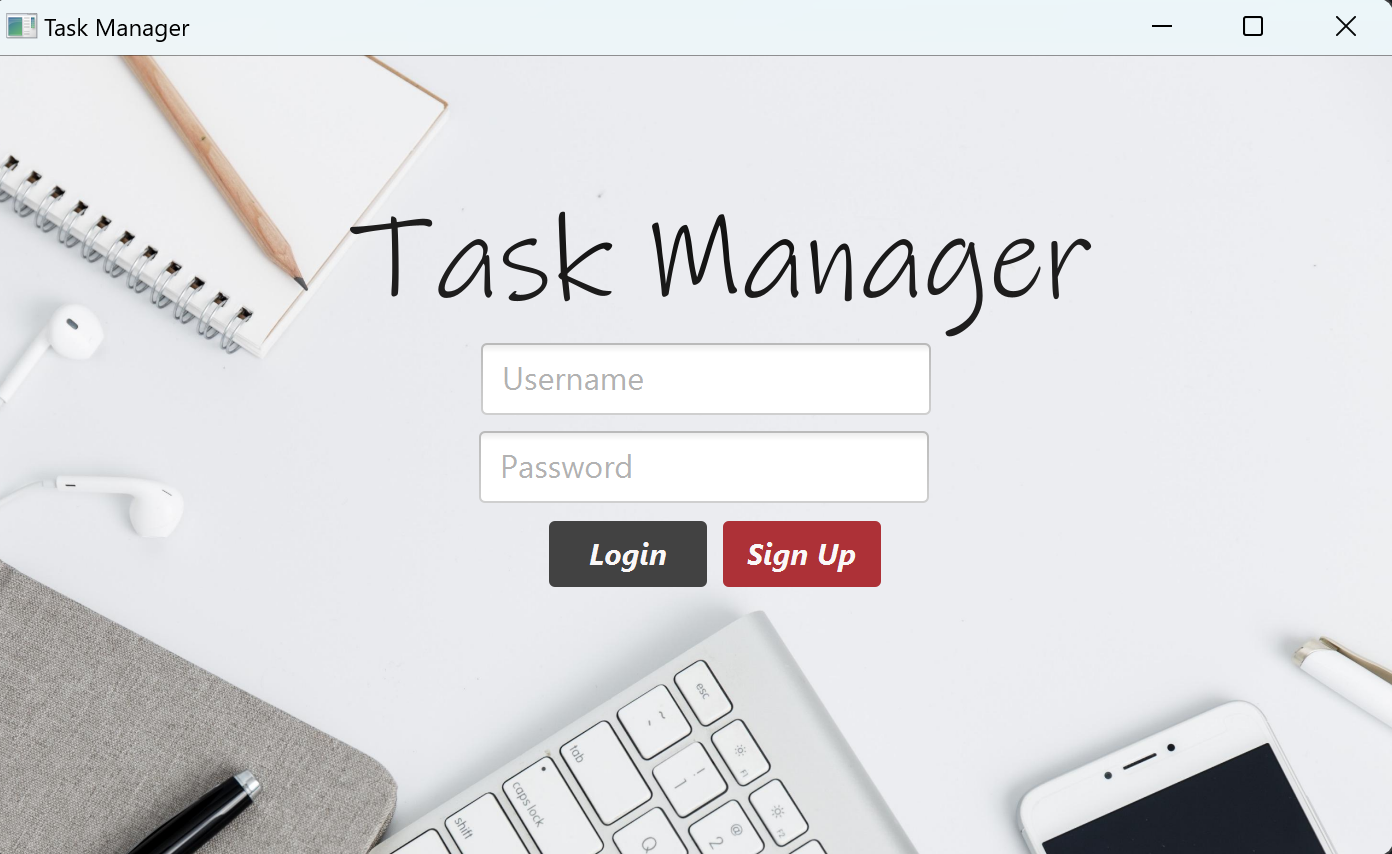 Task Manager
Task Manager
Username
Password
Login Sign Up
esc
~
tab
F1
caps lock
1 !
F2
shift
Q
2 @